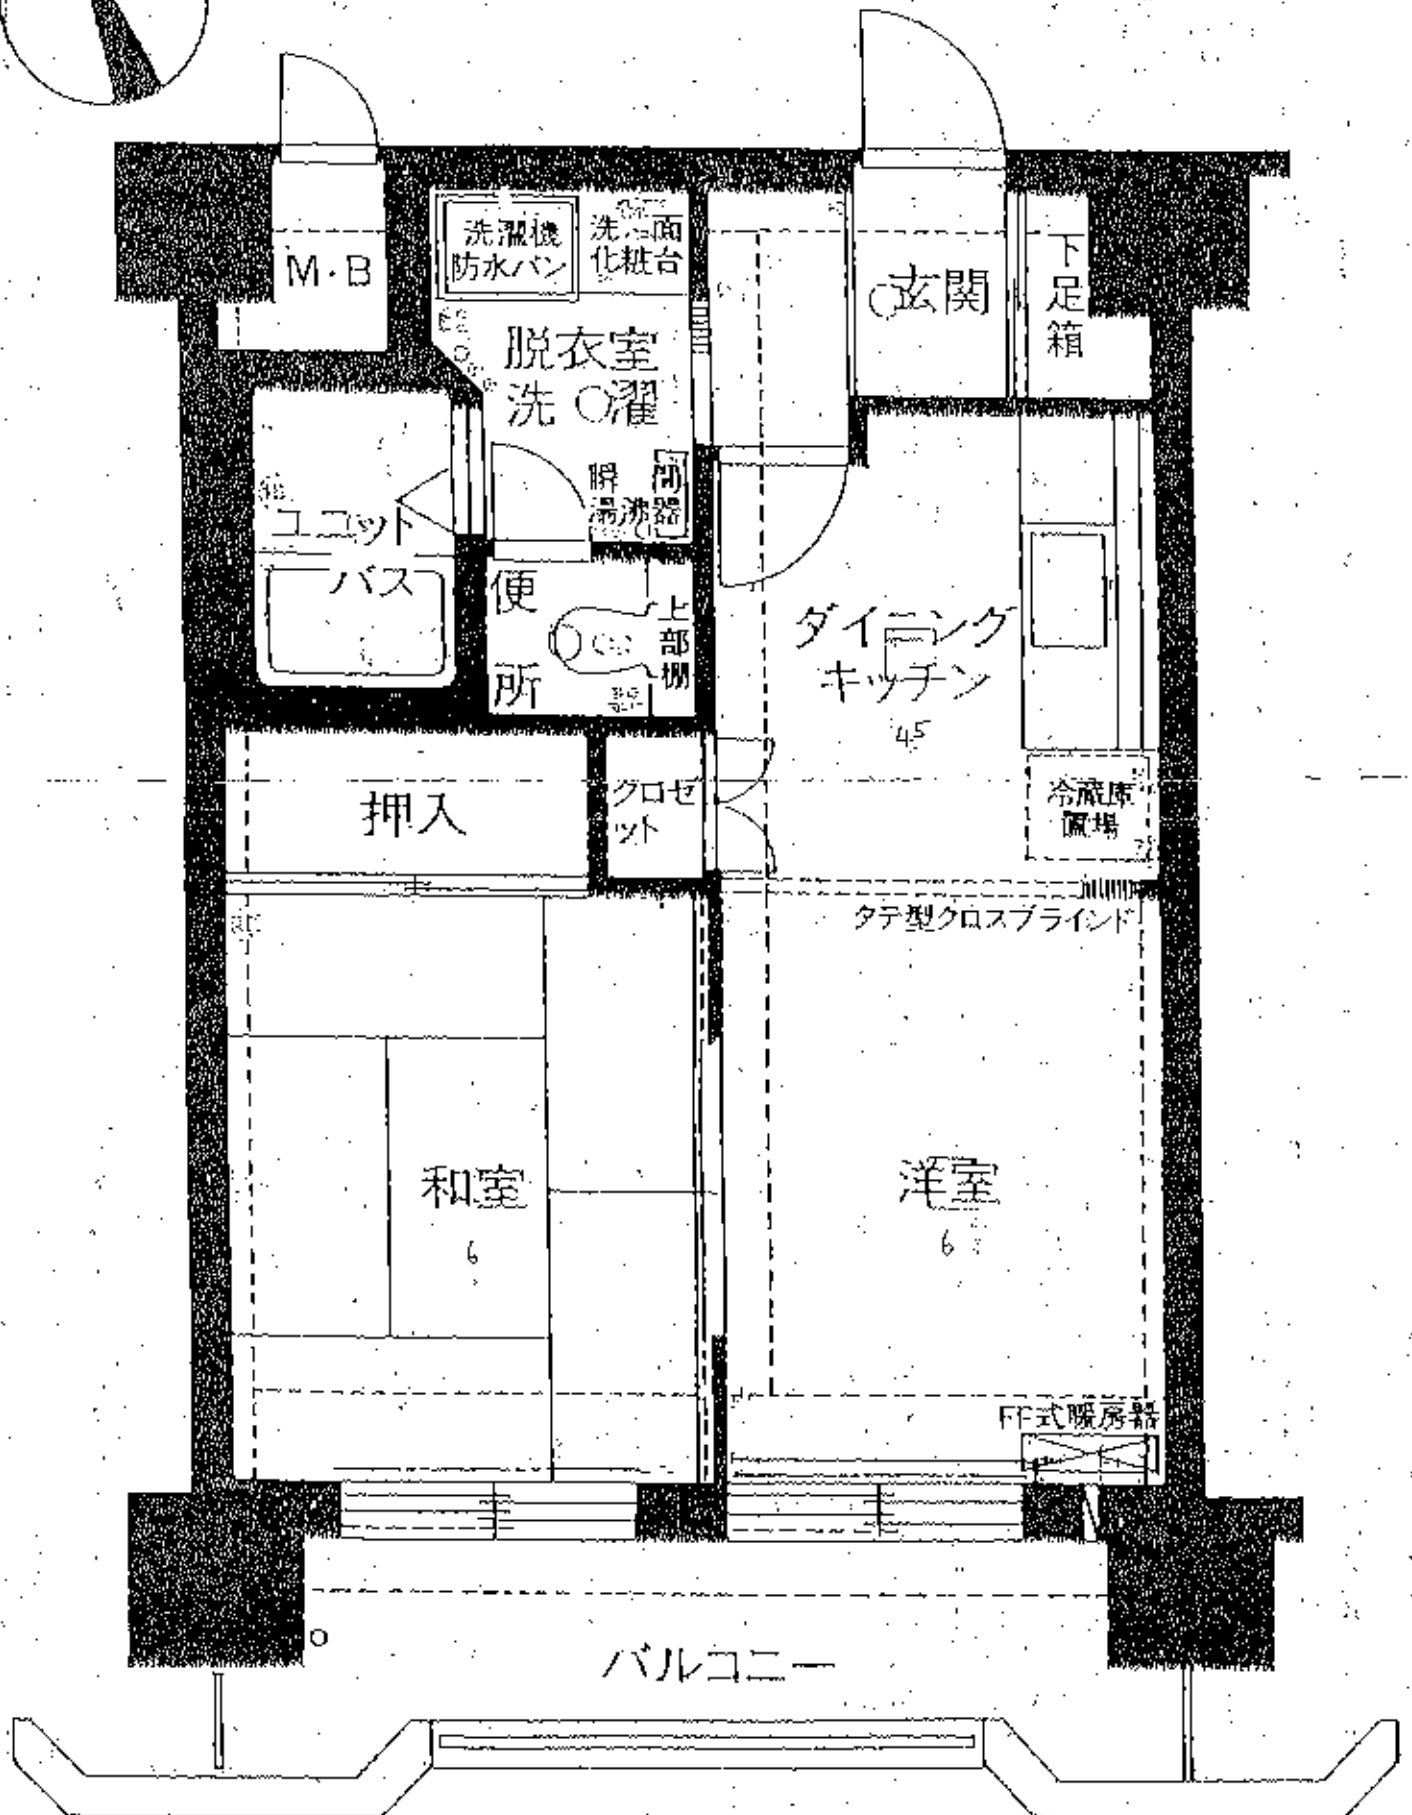 M・B
洗濯機
防水パン
洗 面
化粧台
玄関
下足箱
脱衣室
洗 濯
瞬間
湯沸器
ユニット
バス
便所
上部棚
ダイニング
キッチン
4.5
冷蔵庫
置場
押入
クロゼ
ット
タテ型クロスブラインド
和室
6
洋室
6
FF式暖房器
バルコニー